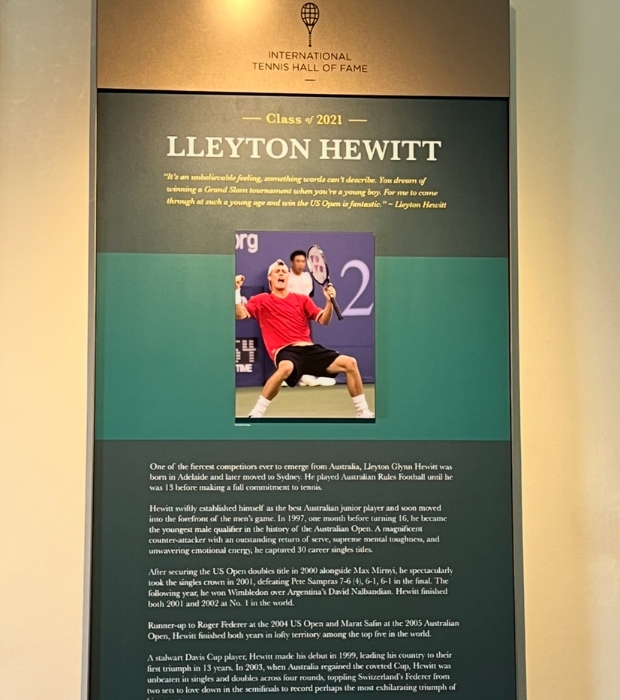 INTERNATIONAL
TENNIS HALL OF FAME
Class of 2021
LLEYTON HEWITT
"It's an unbelievable feeling, something words can't describe. You dream of
winning a Grand Slam tournament when you're a young boy. For me to come
through at such a young age and win the US Open is fantastic." ~ Lleyton Hewitt
org
2
TIME
One of the fiercest competitors ever to emerge from Australia, Lleyton Glynn Hewitt was
born in Adelaide and later moved to Sydney. He played Australian Rules Football until he
was 13 before making a full commitment to tennis.
Hewitt swiftly established himself as the best Australian junior player and soon moved
into the forefront of the men's game. In 1997, one month before turning 16, he became
the youngest male qualifier in the history of the Australian Open. A magnificent
counter-attacker with an outstanding return of serve, supreme mental toughness, and
unwavering emotional energy, he captured 30 career singles titles.
After securing the US Open doubles title in 2000 alongside Max Mirnyi, he spectacularly
took the singles crown in 2001, defeating Pete Sampras 7-6 (4), 6-1, 6-1 in the final. The
following year, he won Wimbledon over Argentina's David Nalbandian. Hewitt finished
both 2001 and 2002 at No. 1 in the world.
Runner-up to Roger Federer at the 2004 US Open and Marat Safin at the 2005 Australian
Open, Hewitt finished both years in lofty territory among the top five in the world.
A stalwart Davis Cup player, Hewitt made his debut in 1999, leading his country to their
first triumph in 13 years. In 2003, when Australia regained the coveted Cup, Hewitt was
unbeaten in singles and doubles across four rounds, toppling Switzerland's Federer from
two sets to love down in the semifinals to record perhaps the most exhilarating triumph of